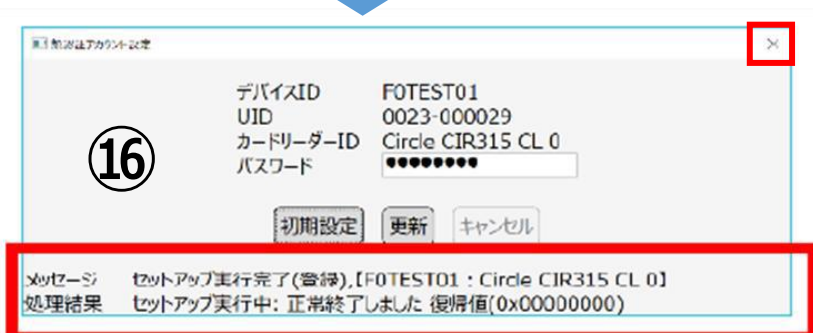 デバイスID F0TEST01
UID 0023-000029
カードリーダーID Circle CIR315 CL 0
パスワード ●●●●●●●●
⑯
初期設定 更新 キャンセル
メッセージ セットアップ実行完了(登録),【F0TEST01 : Circle CIR315 CL 0】
処理結果 セットアップ実行中: 正常終了しました 復帰値(0x00000000)